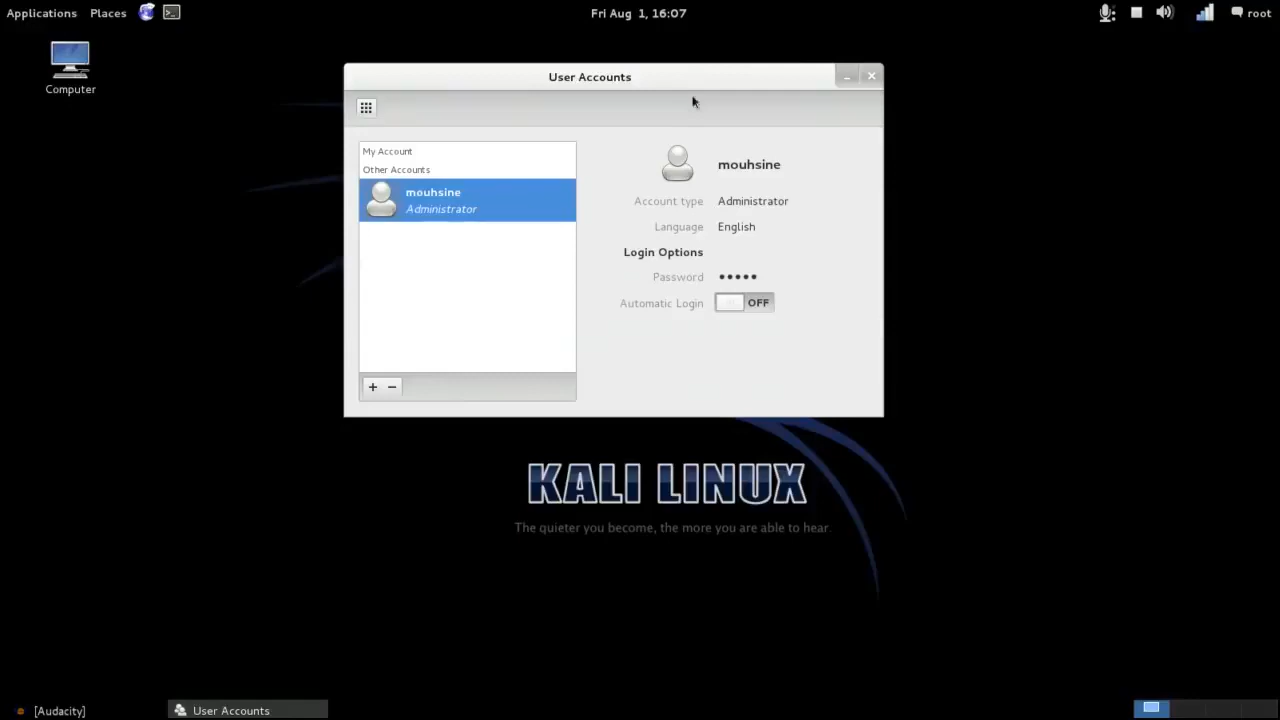 Applications Places Fri Aug 1, 16:07 root
Computer
User Accounts
My Account
Other Accounts
mouhsine
Administrator
+ −
mouhsine
Account type Administrator
Language English
Login Options
Password •••••
Automatic Login OFF
KALI LINUX
The quieter you become, the more you are able to hear.
[Audacity] User Accounts